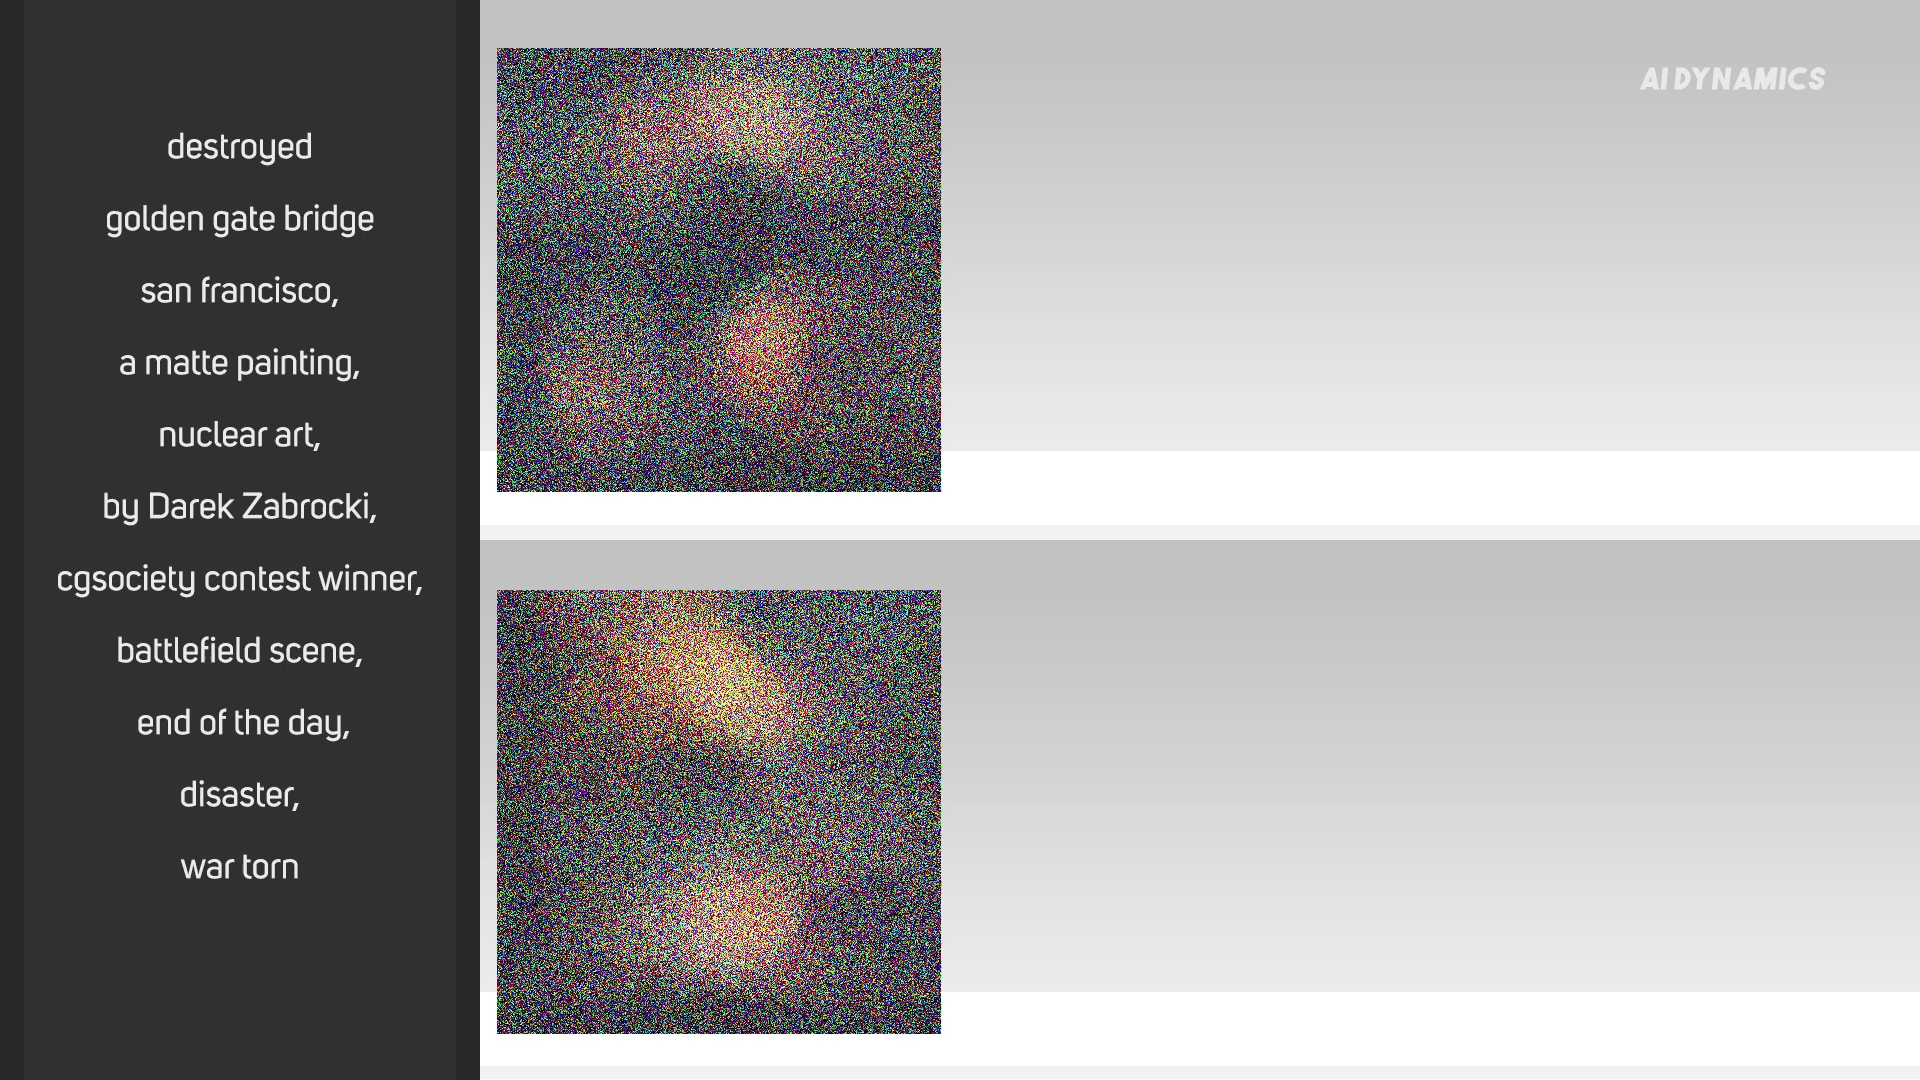 destroyed
golden gate bridge
san francisco,
a matte painting,
nuclear art,
by Darek Zabrocki,
cgsociety contest winner,
battlefield scene,
end of the day,
disaster,
war torn
AI DYNAMICS